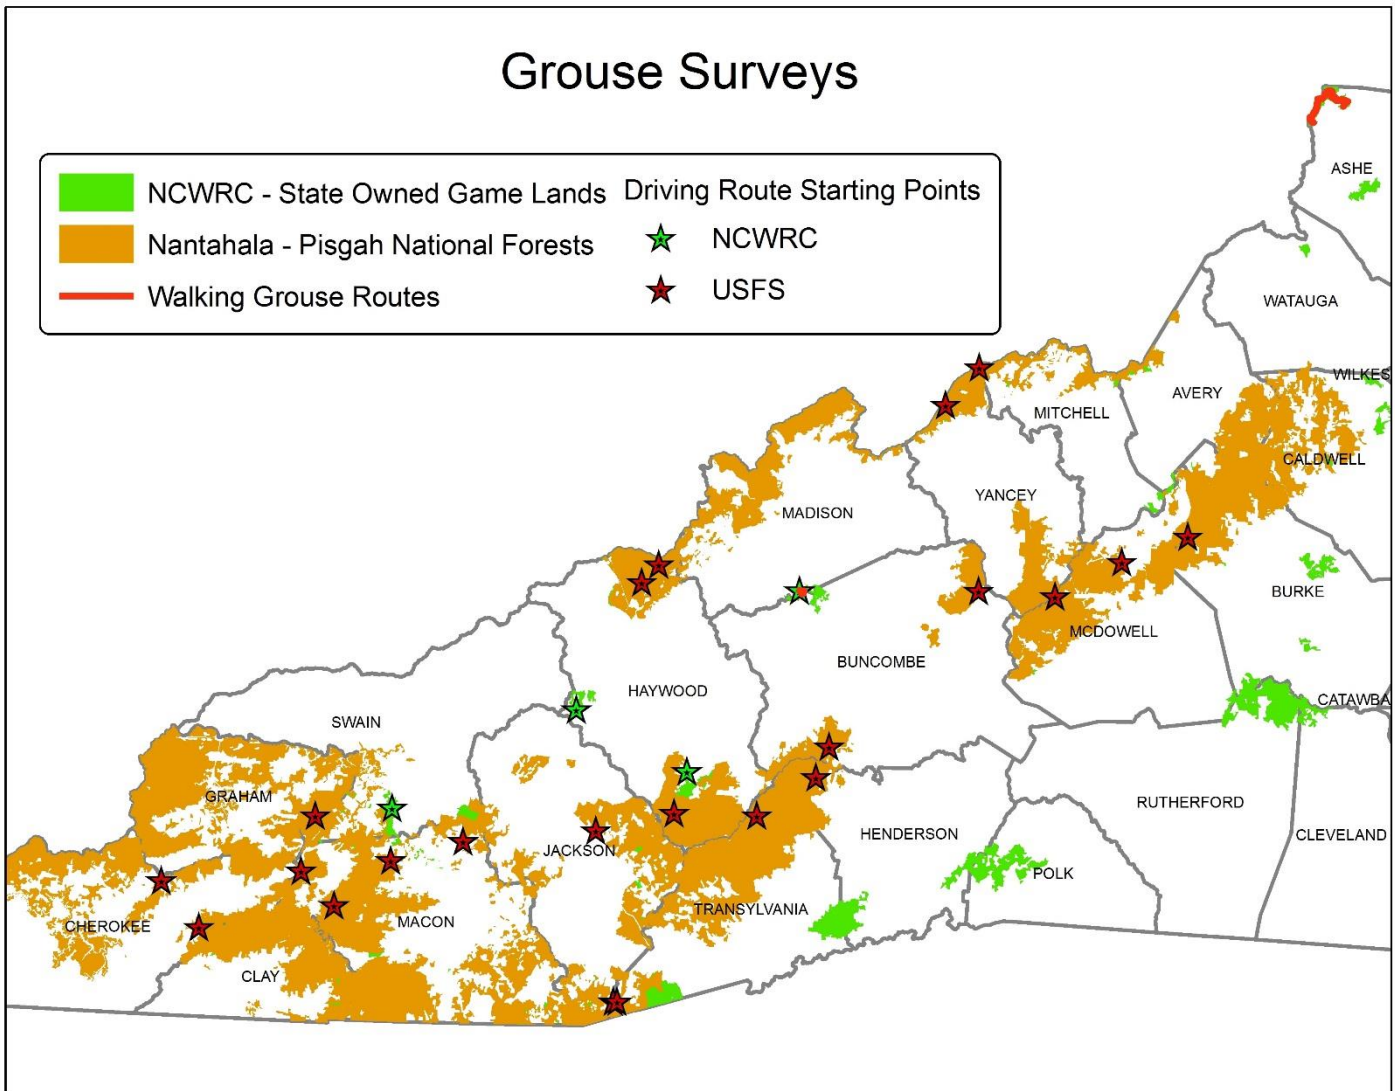 Grouse Surveys
NCWRC - State Owned Game Lands
Nantahala - Pisgah National Forests
Walking Grouse Routes
Driving Route Starting Points
NCWRC
USFS
ASHE
WATAUGA
WILKES
AVERY
MITCHELL
CALDWELL
YANCEY
MADISON
BURKE
MCDOWELL
BUNCOMBE
HAYWOOD
CATAWBA
SWAIN
GRAHAM
RUTHERFORD
HENDERSON
CLEVELAND
JACKSON
POLK
TRANSYLVANIA
MACON
CHEROKEE
CLAY